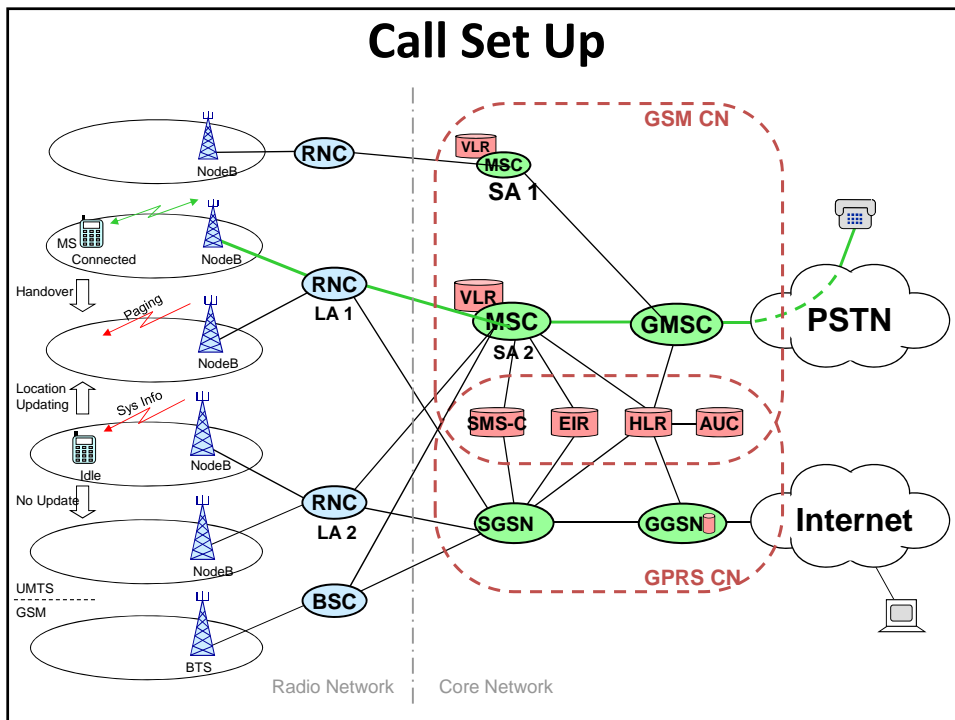 Call Set Up
GSM CN
VLR
RNC
MSC
NodeB
SA 1
MS
Connected
NodeB
Handover
RNC
LA 1
VLR
MSC
SA 2
GMSC
PSTN
Paging
NodeB
Location
Updating
Sys Info
SMS-C
EIR
HLR
AUC
NodeB
Idle
No Update
RNC
LA 2
SGSN
GGSN
Internet
NodeB
GPRS CN
UMTS
GSM
BSC
BTS
Radio Network
Core Network